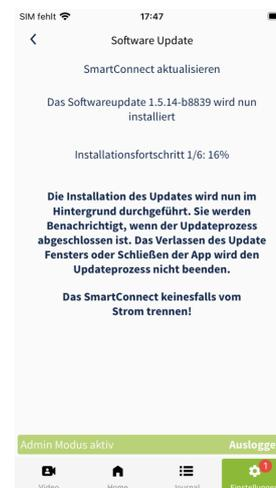 SIM fehlt 17:47
Software Update
SmartConnect aktualisieren
Das Softwareupdate 1.5.14-b8839 wird nun
installiert
Installationsfortschritt 1/6: 16%
Die Installation des Updates wird nun im
Hintergrund durchgeführt. Sie werden
Benachrichtigt, wenn der Updateprozess
abgeschlossen ist. Das Verlassen des Update
Fensters oder Schließen der App wird den
Updateprozess nicht beenden.
Das SmartConnect keinesfalls vom
Strom trennen!
Admin Modus aktiv Auslogge
1
Video Home Journal Einstellungen